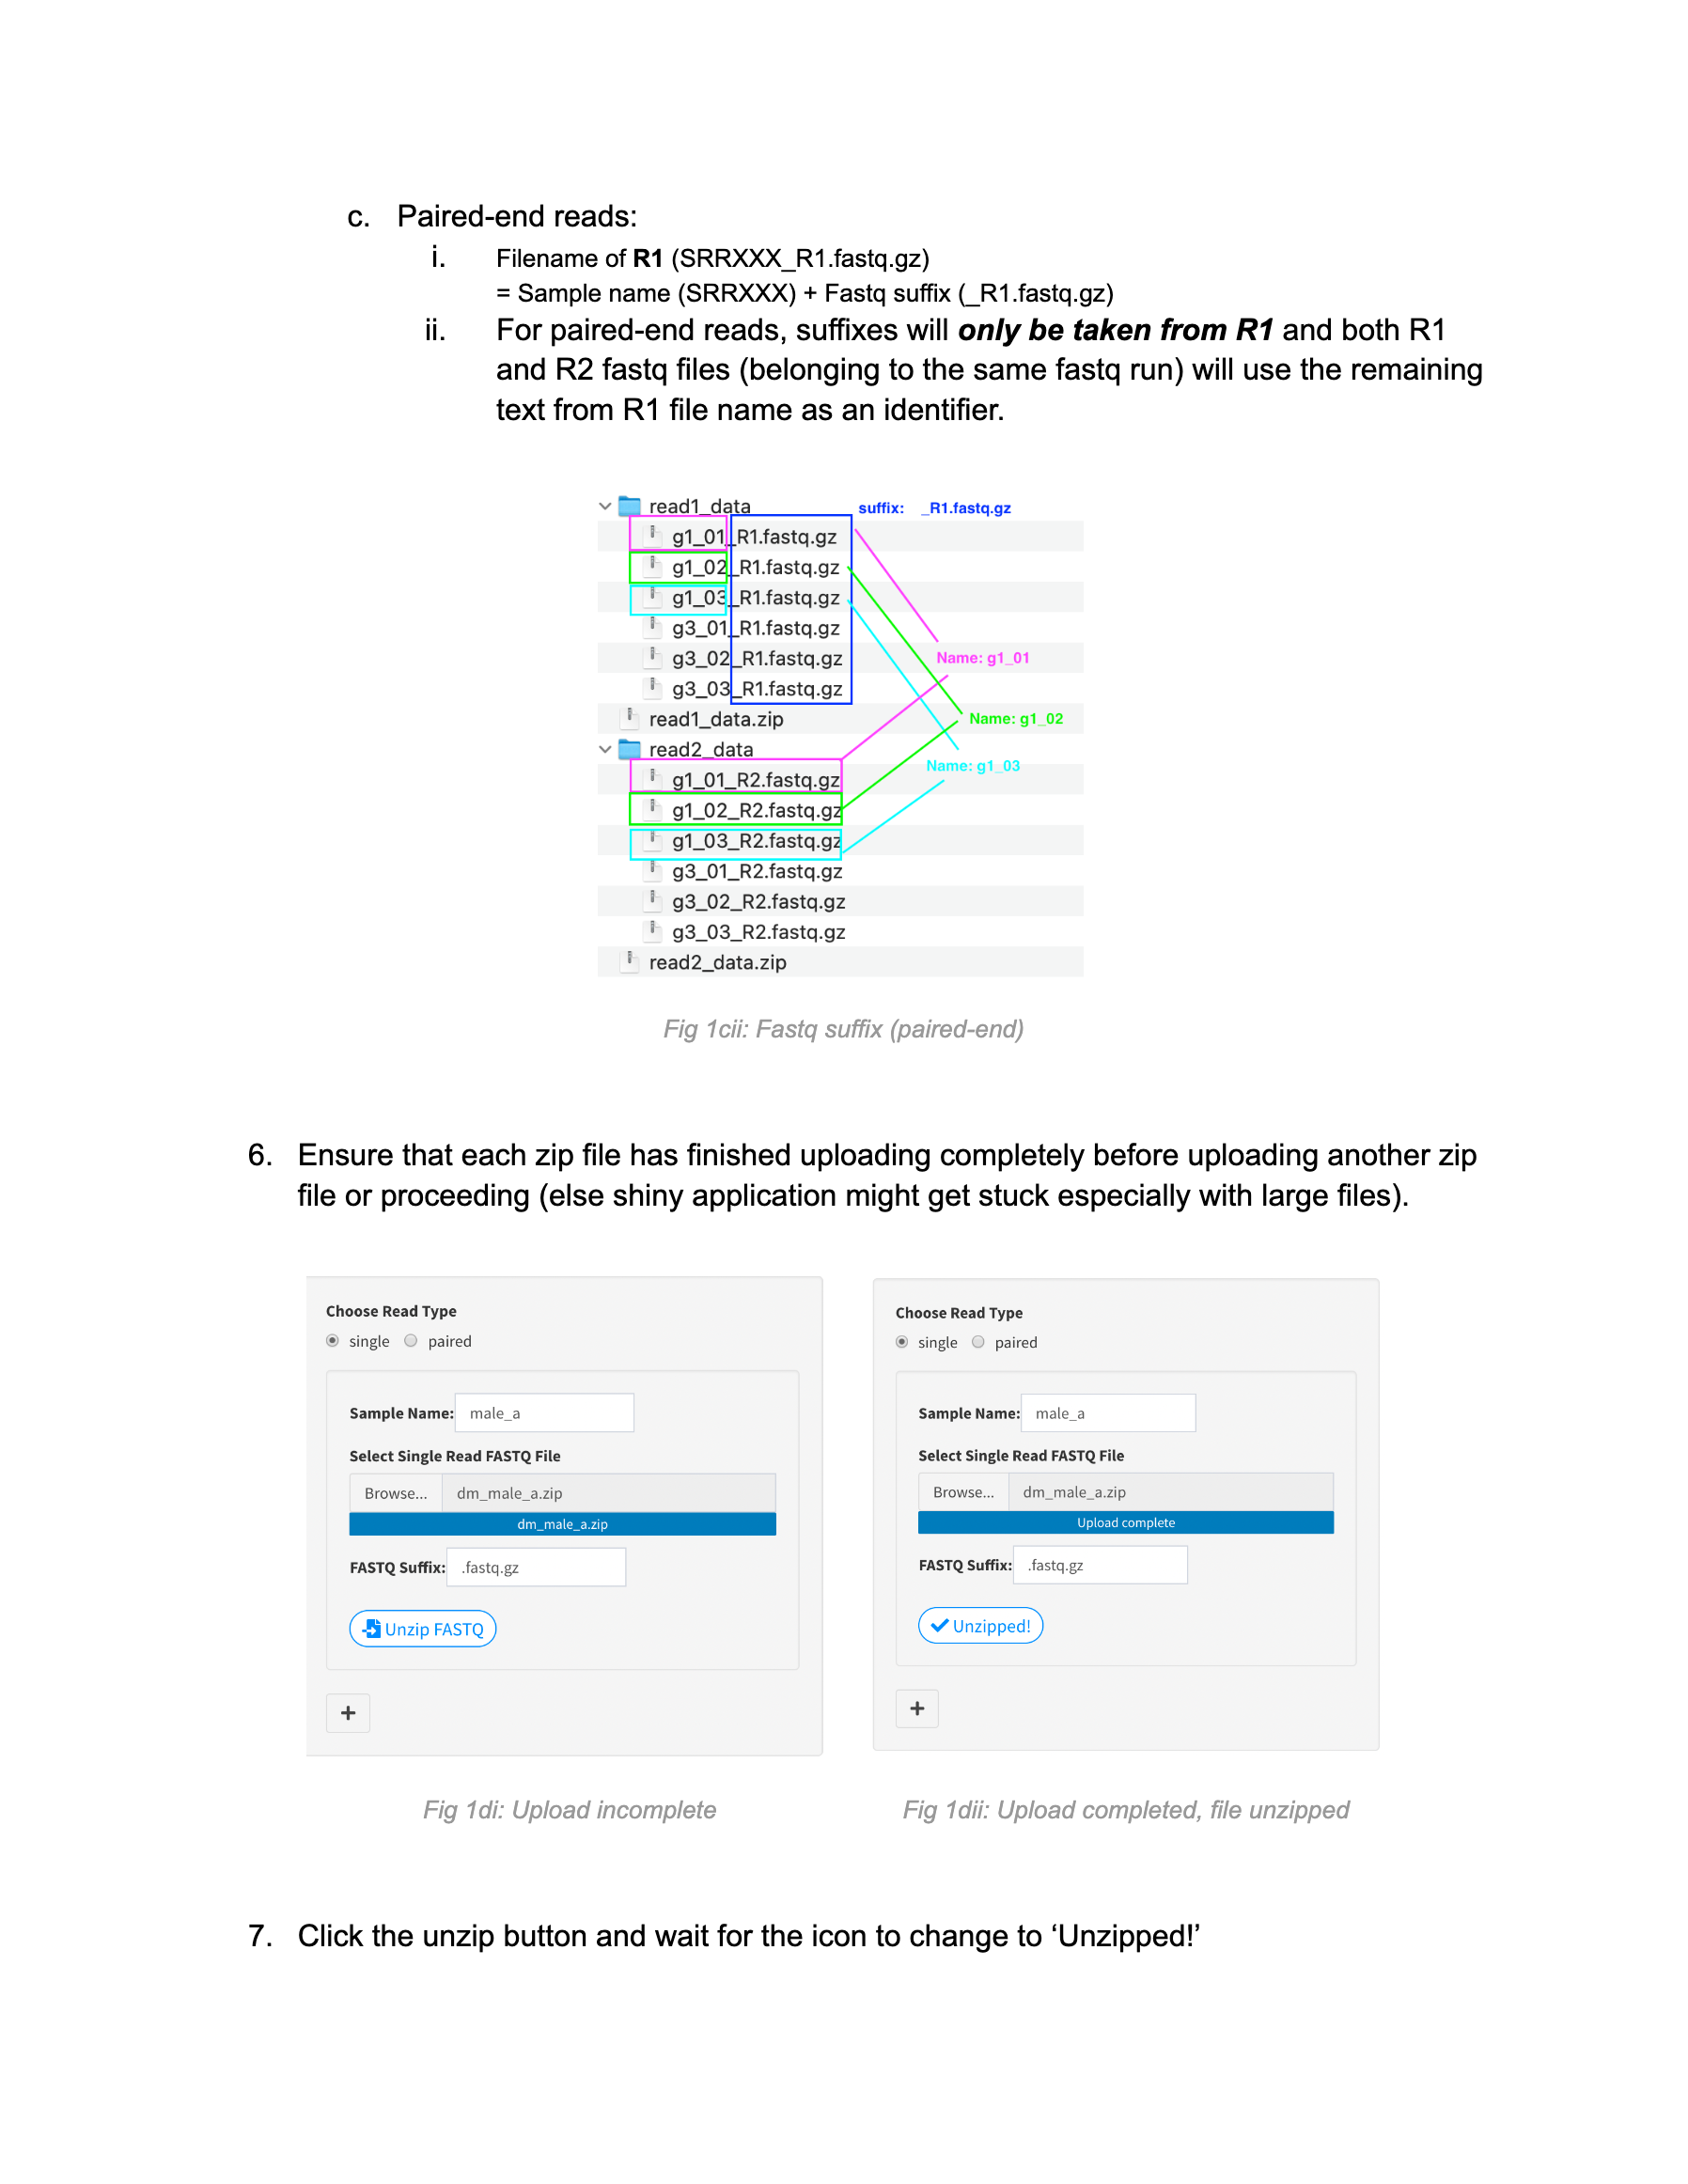 c. Paired-end reads:
i. Filename of R1 (SRRXXX_R1.fastq.gz)
= Sample name (SRRXXX) + Fastq suffix (_R1.fastq.gz)
ii. For paired-end reads, suffixes will only be taken from R1 and both R1
and R2 fastq files (belonging to the same fastq run) will use the remaining
text from R1 file name as an identifier.
read1_data
suffix: _R1.fastq.gz
g1_01_R1.fastq.gz
g1_02_R1.fastq.gz
g1_03_R1.fastq.gz
g3_01_R1.fastq.gz
g3_02_R1.fastq.gz
Name: g1_01
g3_03_R1.fastq.gz
read1_data.zip
Name: g1_02
read2_data
Name: g1_03
g1_01_R2.fastq.gz
g1_02_R2.fastq.gz
g1_03_R2.fastq.gz
g3_01_R2.fastq.gz
g3_02_R2.fastq.gz
g3_03_R2.fastq.gz
read2_data.zip
Fig 1cii: Fastq suffix (paired-end)
6. Ensure that each zip file has finished uploading completely before uploading another zip
file or proceeding (else shiny application might get stuck especially with large files).
Choose Read Type
single paired
Sample Name: male_a
Select Single Read FASTQ File
Browse... dm_male_a.zip
dm_male_a.zip
FASTQ Suffix: .fastq.gz
Unzip FASTQ
+
Fig 1di: Upload incomplete
Choose Read Type
single paired
Sample Name: male_a
Select Single Read FASTQ File
Browse... dm_male_a.zip
Upload complete
FASTQ Suffix: .fastq.gz
Unzipped!
+
Fig 1dii: Upload completed, file unzipped
7. Click the unzip button and wait for the icon to change to ‘Unzipped!’